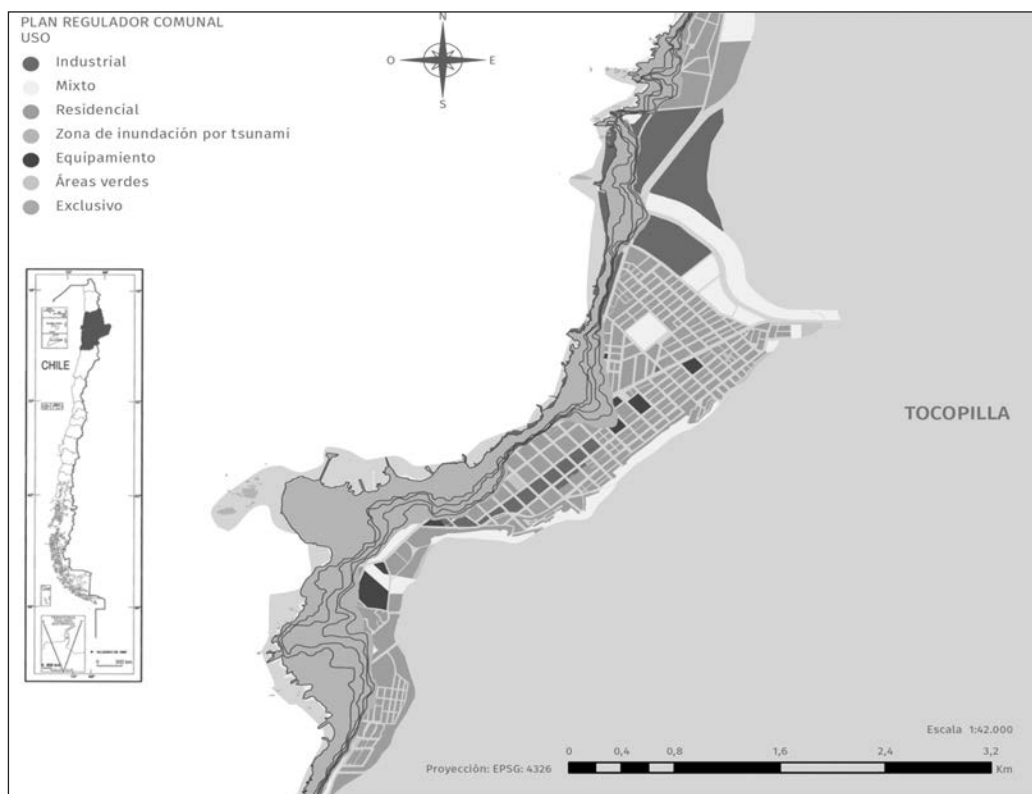 PLAN REGULADOR COMUNAL
USO
Industrial
Mixto
Residencial
Zona de inundación por tsunami
Equipamiento
Áreas verdes
Exclusivo
N
O
E
S
CHILE
TOCOPILLA
Escala 1:42.000
0 0,4 0,8 1,6 2,4 3,2
Proyección: EPSG: 4326
Km